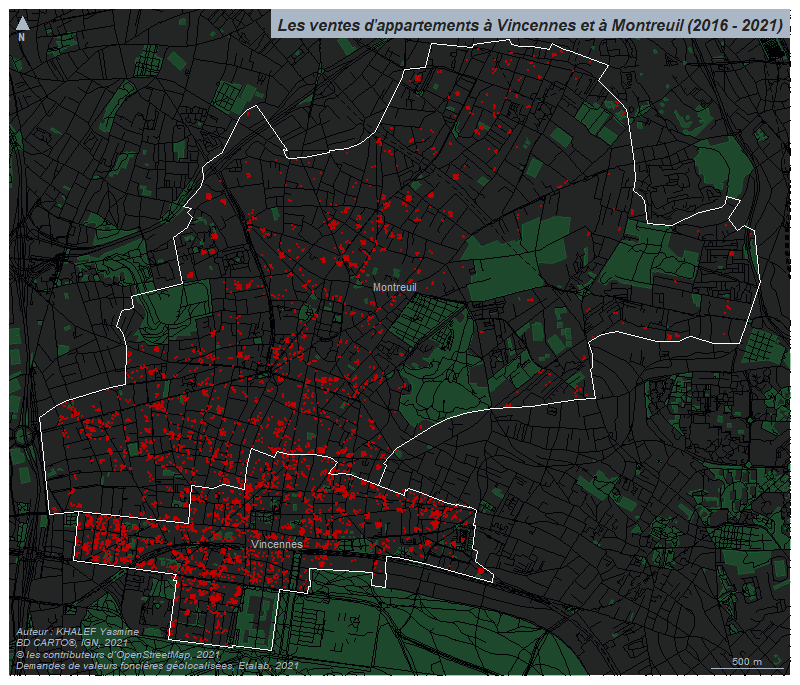 Les ventes d'appartements à Vincennes et à Montreuil (2016 - 2021)
N
Montreuil
Vincennes
Auteur : KHALEF Yasmine
BD CARTO®, IGN, 2021
© les contributeurs d'OpenStreetMap, 2021
Demandes de valeurs foncières géolocalisées, Etalab, 2021
500 m